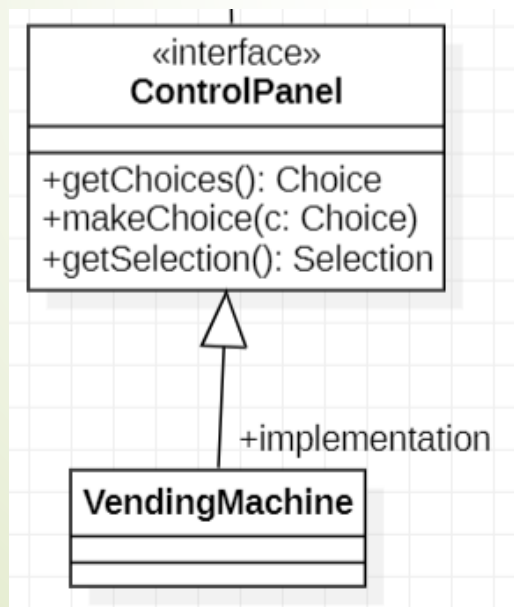 «interface»
ControlPanel
+getChoices(): Choice
+makeChoice(c: Choice)
+getSelection(): Selection
+implementation
VendingMachine